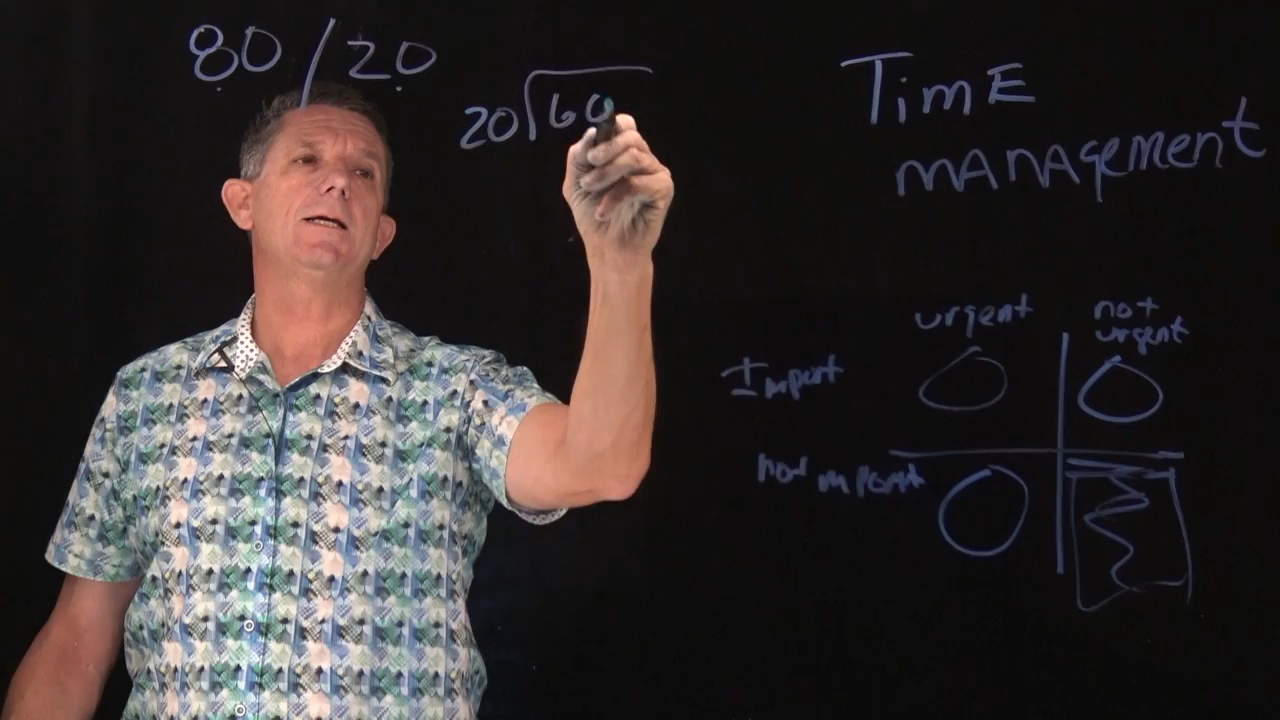 80/20
20 60
TimE
mAnAgement
urgent
not
urgent
Import
not import